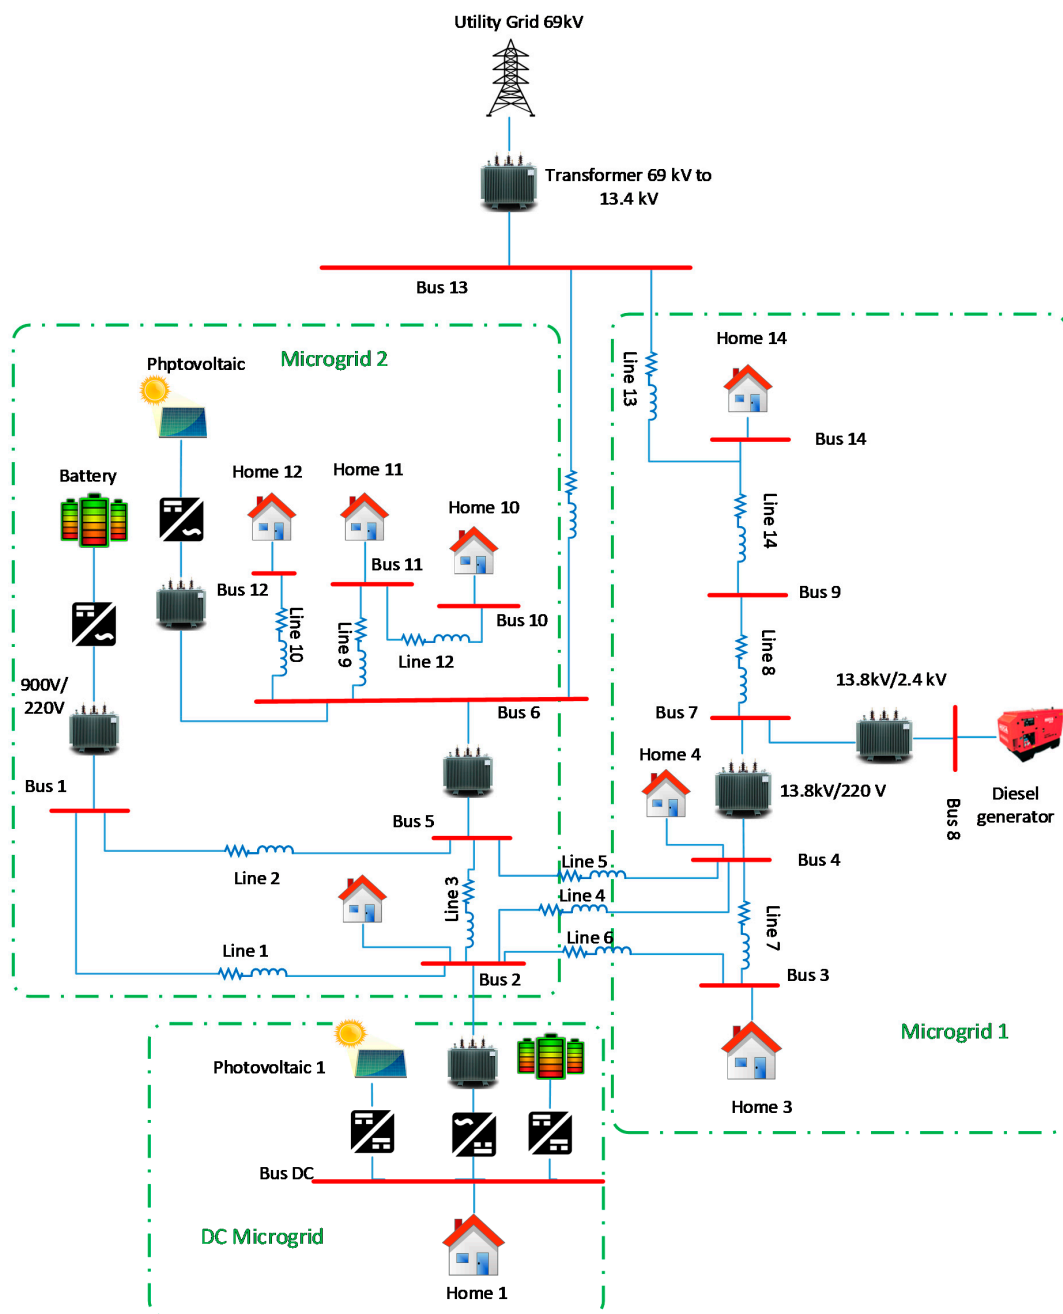 Utility Grid 69kV
Transformer 69 kV to
13.4 kV
Bus 13
Microgrid 2
Phptovoltaic
Home 14
Line 13
Bus 14
Battery
Home 12
Home 11
Home 10
Line 14
Bus 11
Bus 12
Bus 10
Bus 9
Line 10
Line 9
Line 12
Line 8
900V/
220V
13.8kV/2.4 kV
Bus 6
Bus 7
Home 4
Bus 1
13.8kV/220 V
Bus 8
Diesel
generator
Bus 5
Line 2
Line 5
Bus 4
Line 3
Line 4
Line 7
Line 1
Line 6
Bus 2
Bus 3
Microgrid 1
Photovoltaic 1
Home 3
Bus DC
DC Microgrid
Home 1